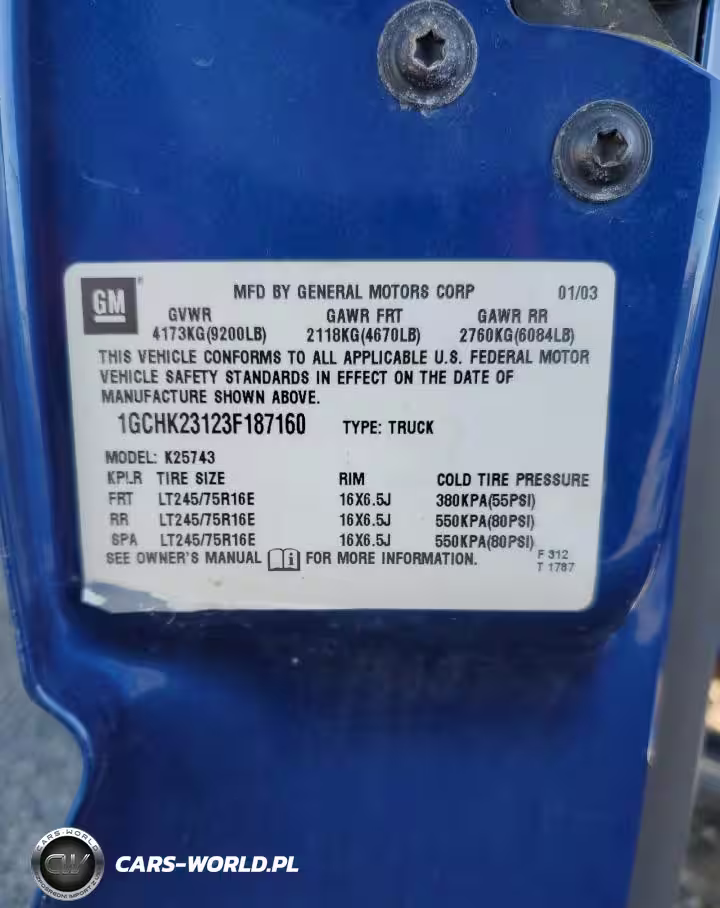 GM®
MFD BY GENERAL MOTORS CORP 01/03
GVWR GAWR FRT GAWR RR
4173KG(9200LB) 2118KG(4670LB) 2760KG(6084LB)
THIS VEHICLE CONFORMS TO ALL APPLICABLE U.S. FEDERAL MOTOR
VEHICLE SAFETY STANDARDS IN EFFECT ON THE DATE OF
MANUFACTURE SHOWN ABOVE.
1GCHK23123F187160 TYPE: TRUCK
MODEL: K25743
KPLR TIRE SIZE RIM COLD TIRE PRESSURE
FRT LT245/75R16E 16X6.5J 380KPA(55PSI)
RR LT245/75R16E 16X6.5J 550KPA(80PSI)
SPA LT245/75R16E 16X6.5J 550KPA(80PSI)
SEE OWNER'S MANUAL i FOR MORE INFORMATION.
F 312
T 1787
CARS-WORLD
CW
CARS-WORLD.PL